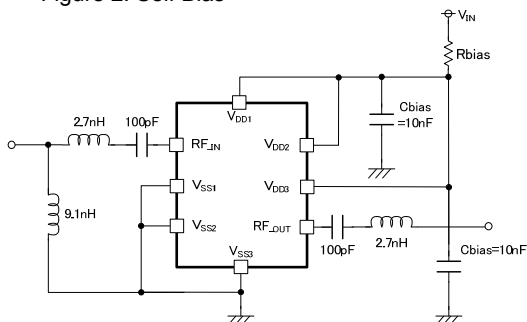 Figure 2. Self Bias
VIN
Rbias
Cbias
=10nF
VDD1
2.7nH
100pF
RF_IN
VDD2
VSS1
VDD3
9.1nH
VSS2
RF_OUT
VSS3
100pF
2.7nH
Cbias=10nF